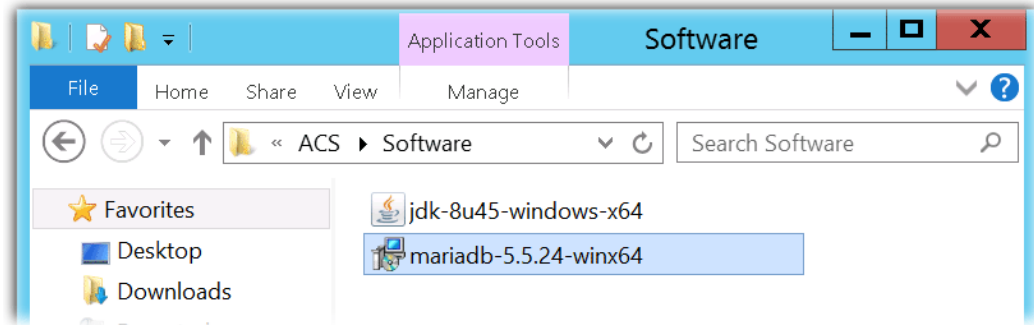 Application Tools Software X
File Home Share View Manage ?
« ACS Software Search Software
Favorites
jdk-8u45-windows-x64
Desktop
mariadb-5.5.24-winx64
Downloads